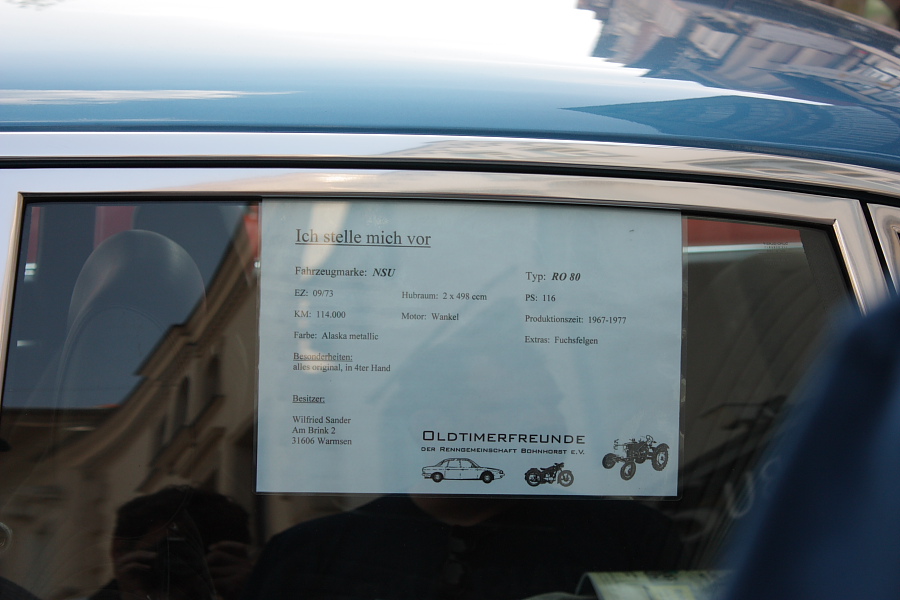 Ich stelle mich vor
Fahrzeugmarke: NSU Typ: RO 80
EZ: 09/73 Hubraum: 2 x 498 ccm PS: 116
KM: 114.000 Motor: Wankel Produktionszeit: 1967-1977
Farbe: Alaska metallic Extras: Fuchsfelgen
Besonderheiten:
alles original, in 4ter Hand
Besitzer:
Wilfried Sander
Am Brink 2
31606 Warmsen
OLDTIMERFREUNDE
DER RENNGEMEINSCHAFT BOHNHORST E.V.